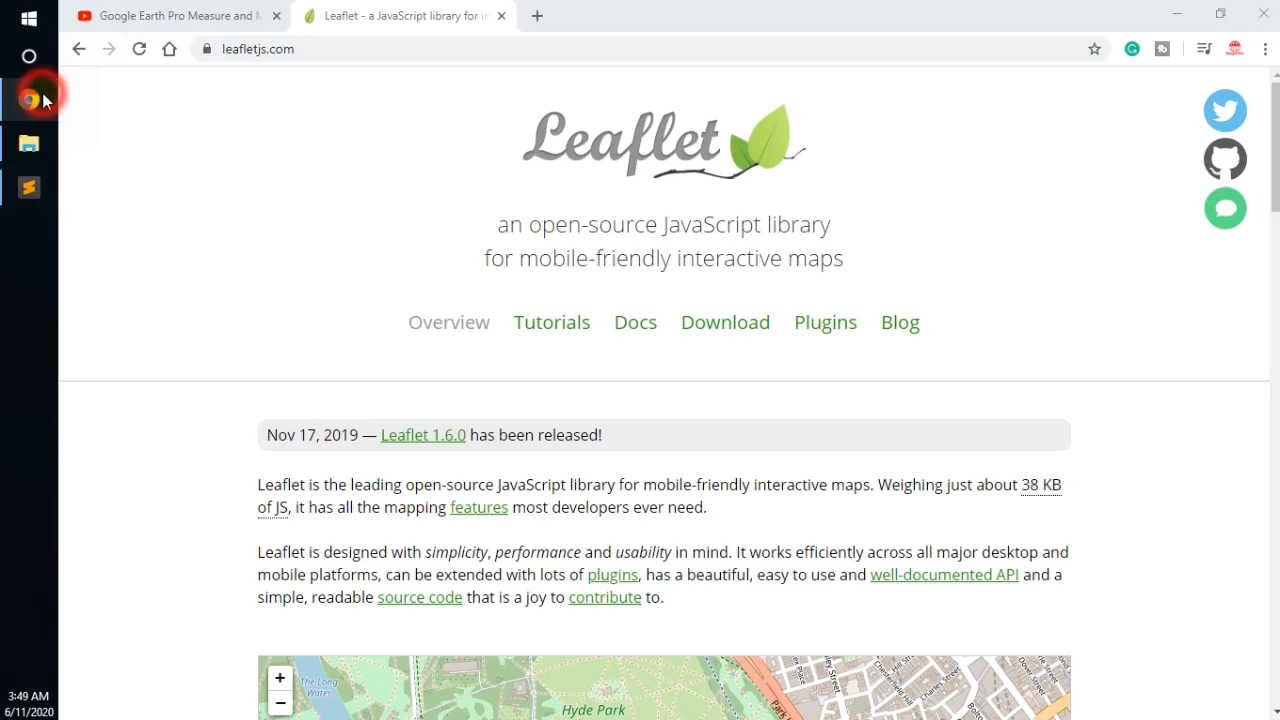 Google Earth Pro Measure and
Leaflet - a JavaScript library for in
leafletjs.com
Leaflet
an open-source JavaScript library
for mobile-friendly interactive maps
Overview Tutorials Docs Download Plugins Blog
Nov 17, 2019 — Leaflet 1.6.0 has been released!
Leaflet is the leading open-source JavaScript library for mobile-friendly interactive maps. Weighing just about 38 KB
of JS, it has all the mapping features most developers ever need.
Leaflet is designed with simplicity, performance and usability in mind. It works efficiently across all major desktop and
mobile platforms, can be extended with lots of plugins, has a beautiful, easy to use and well-documented API and a
simple, readable source code that is a joy to contribute to.
+
−
The Long
Water
Hyde Park
Park
Charles Street
3:49 AM
6/11/2020